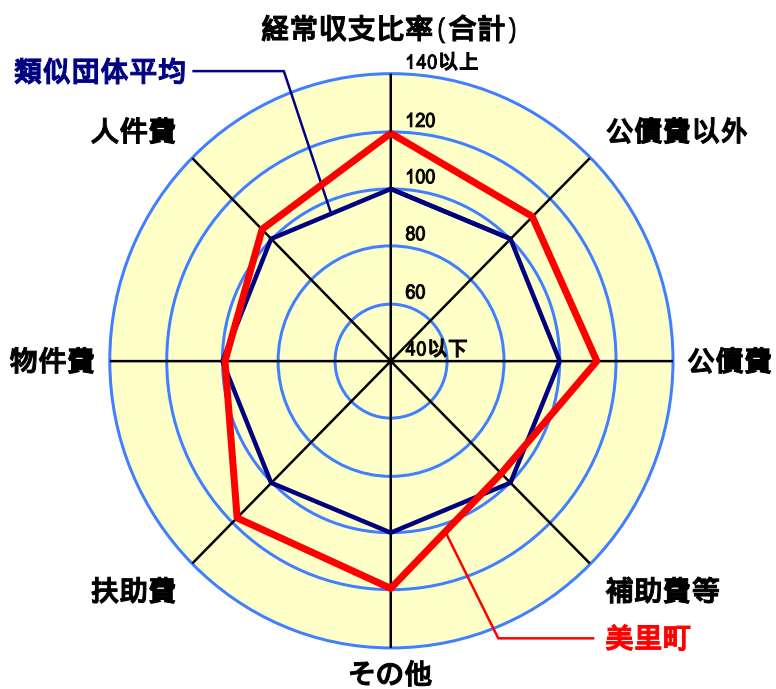 経常収支比率(合計)
140以上
類似団体平均
120
人件費
公債費以外
100
80
60
40以下
物件費
公債費
扶助費
補助費等
美里町
その他